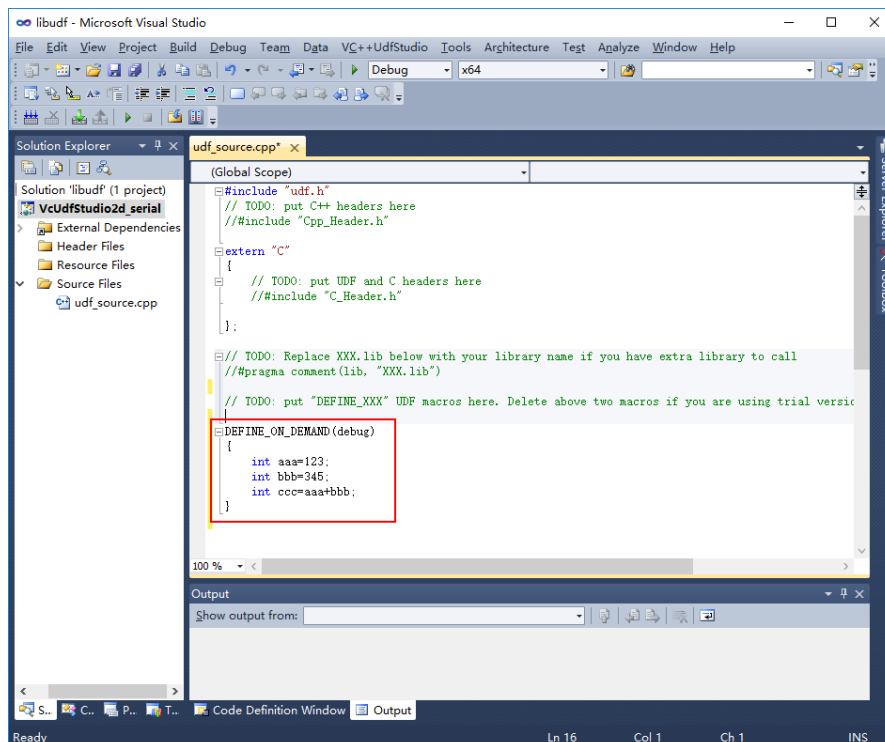 libudf - Microsoft Visual Studio
File Edit View Project Build Debug Team Data VC++UdfStudio Tools Architecture Test Analyze Window Help
Debug x64
Solution Explorer
udf_source.cpp*
(Global Scope)
Solution 'libudf' (1 project)
VcUdfStudio2d_serial
External Dependencies
Header Files
Resource Files
Source Files
udf_source.cpp
#include "udf.h"
// TODO: put C++ headers here
//#include "Cpp_Header.h"
extern "C"
{
// TODO: put UDF and C headers here
//#include "C_Header.h"
};
// TODO: Replace XXX.lib below with your library name if you have extra library to call
//#pragma comment(lib, "XXX.lib")
// TODO: put "DEFINE_XXX" UDF macros here. Delete above two macros if you are using trial versio
DEFINE_ON_DEMAND(debug)
{
int aaa=123;
int bbb=345;
int ccc=aaa+bbb;
}
100 %
Output
Show output from:
S... C... P... T...
Code Definition Window Output
Ready Ln 16 Col 1 Ch 1 INS
Server Explorer
Toolbox